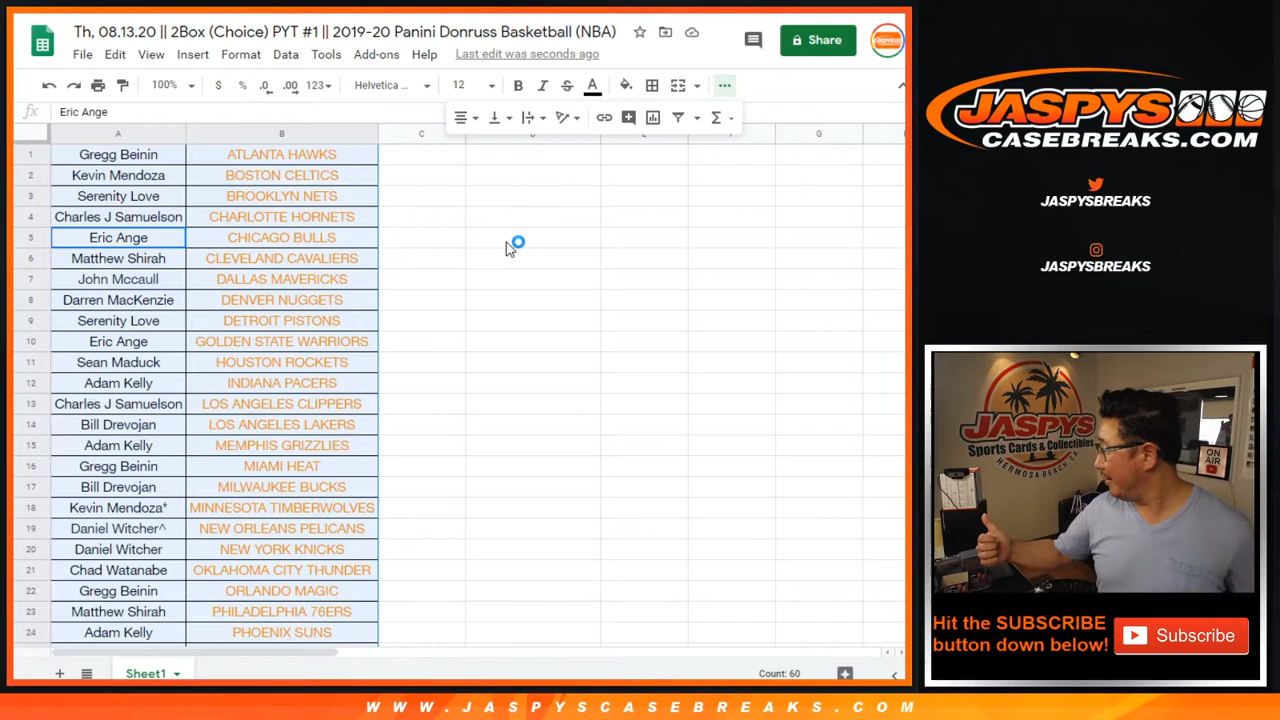 Th, 08.13.20 || 2Box (Choice) PYT #1 || 2019-20 Panini Donruss Basketball (NBA)
File Edit View Insert Format Data Tools Add-ons Help Last edit was seconds ago
Share
100% $ % .0 .00 123 Helvetica ... 12 B I S A
fx Eric Ange
A B C G
1 Gregg Beinin ATLANTA HAWKS
2 Kevin Mendoza BOSTON CELTICS
3 Serenity Love BROOKLYN NETS
4 Charles J Samuelson CHARLOTTE HORNETS
5 Eric Ange CHICAGO BULLS
6 Matthew Shirah CLEVELAND CAVALIERS
7 John Mccaull DALLAS MAVERICKS
8 Darren MacKenzie DENVER NUGGETS
9 Serenity Love DETROIT PISTONS
10 Eric Ange GOLDEN STATE WARRIORS
11 Sean Maduck HOUSTON ROCKETS
12 Adam Kelly INDIANA PACERS
13 Charles J Samuelson LOS ANGELES CLIPPERS
14 Bill Drevojan LOS ANGELES LAKERS
15 Adam Kelly MEMPHIS GRIZZLIES
16 Gregg Beinin MIAMI HEAT
17 Bill Drevojan MILWAUKEE BUCKS
18 Kevin Mendoza* MINNESOTA TIMBERWOLVES
19 Daniel Witcher^ NEW ORLEANS PELICANS
20 Daniel Witcher NEW YORK KNICKS
21 Chad Watanabe OKLAHOMA CITY THUNDER
22 Gregg Beinin ORLANDO MAGIC
23 Matthew Shirah PHILADELPHIA 76ERS
24 Adam Kelly PHOENIX SUNS
Sheet1 Count: 60
JASPYS
CASEBREAKS.COM
JASPYSBREAKS
JASPYSBREAKS
JASPYS
Sports Cards & Collectibles
HERMOSA BEACH, CA
ON AIR
Hit the SUBSCRIBE
button down below!
Subscribe
WWW.JASPYSCASEBREAKS.COM